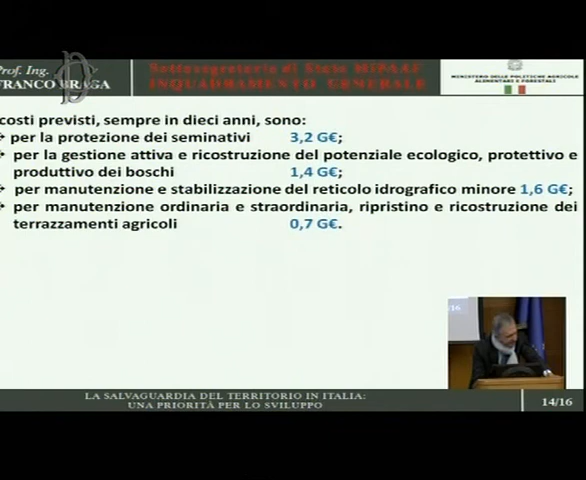 Prof. Ing.
FRANCO BRAGA
Sottosegretario di Stato MIPAAF
INQUADRAMENTO GENERALE
MINISTERO DELLE POLITICHE AGRICOLE
ALIMENTARI E FORESTALI
costi previsti, sempre in dieci anni, sono:
per la protezione dei seminativi 3,2 G€;
per la gestione attiva e ricostruzione del potenziale ecologico, protettivo e
produttivo dei boschi 1,4 G€;
per manutenzione e stabilizzazione del reticolo idrografico minore 1,6 G€;
per manutenzione ordinaria e straordinaria, ripristino e ricostruzione dei
terrazzamenti agricoli 0,7 G€.
/16
LA SALVAGUARDIA DEL TERRITORIO IN ITALIA:
UNA PRIORITÀ PER LO SVILUPPO
14/16